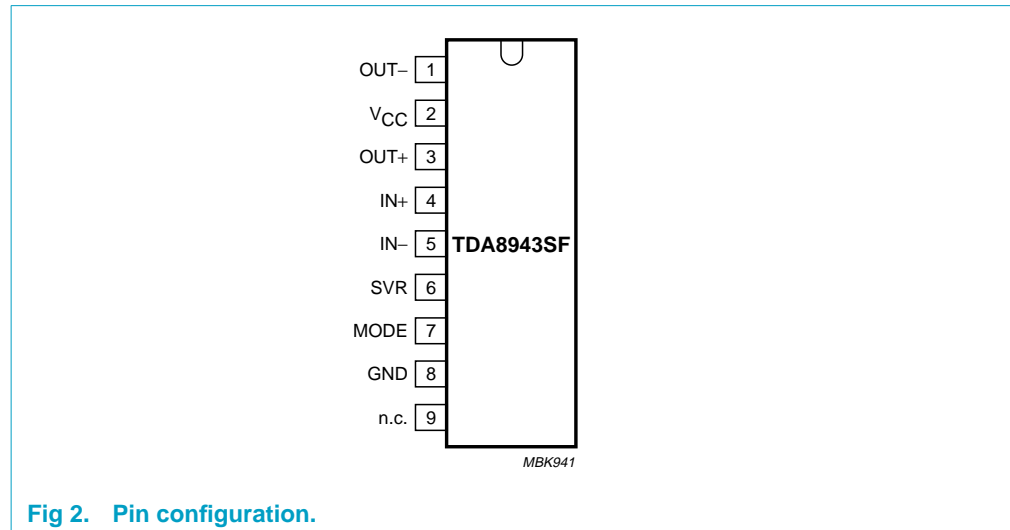 OUT− 1
VCC 2
OUT+ 3
IN+ 4
IN− 5 TDA8943SF
SVR 6
MODE 7
GND 8
n.c. 9
MBK941
Fig 2. Pin configuration.